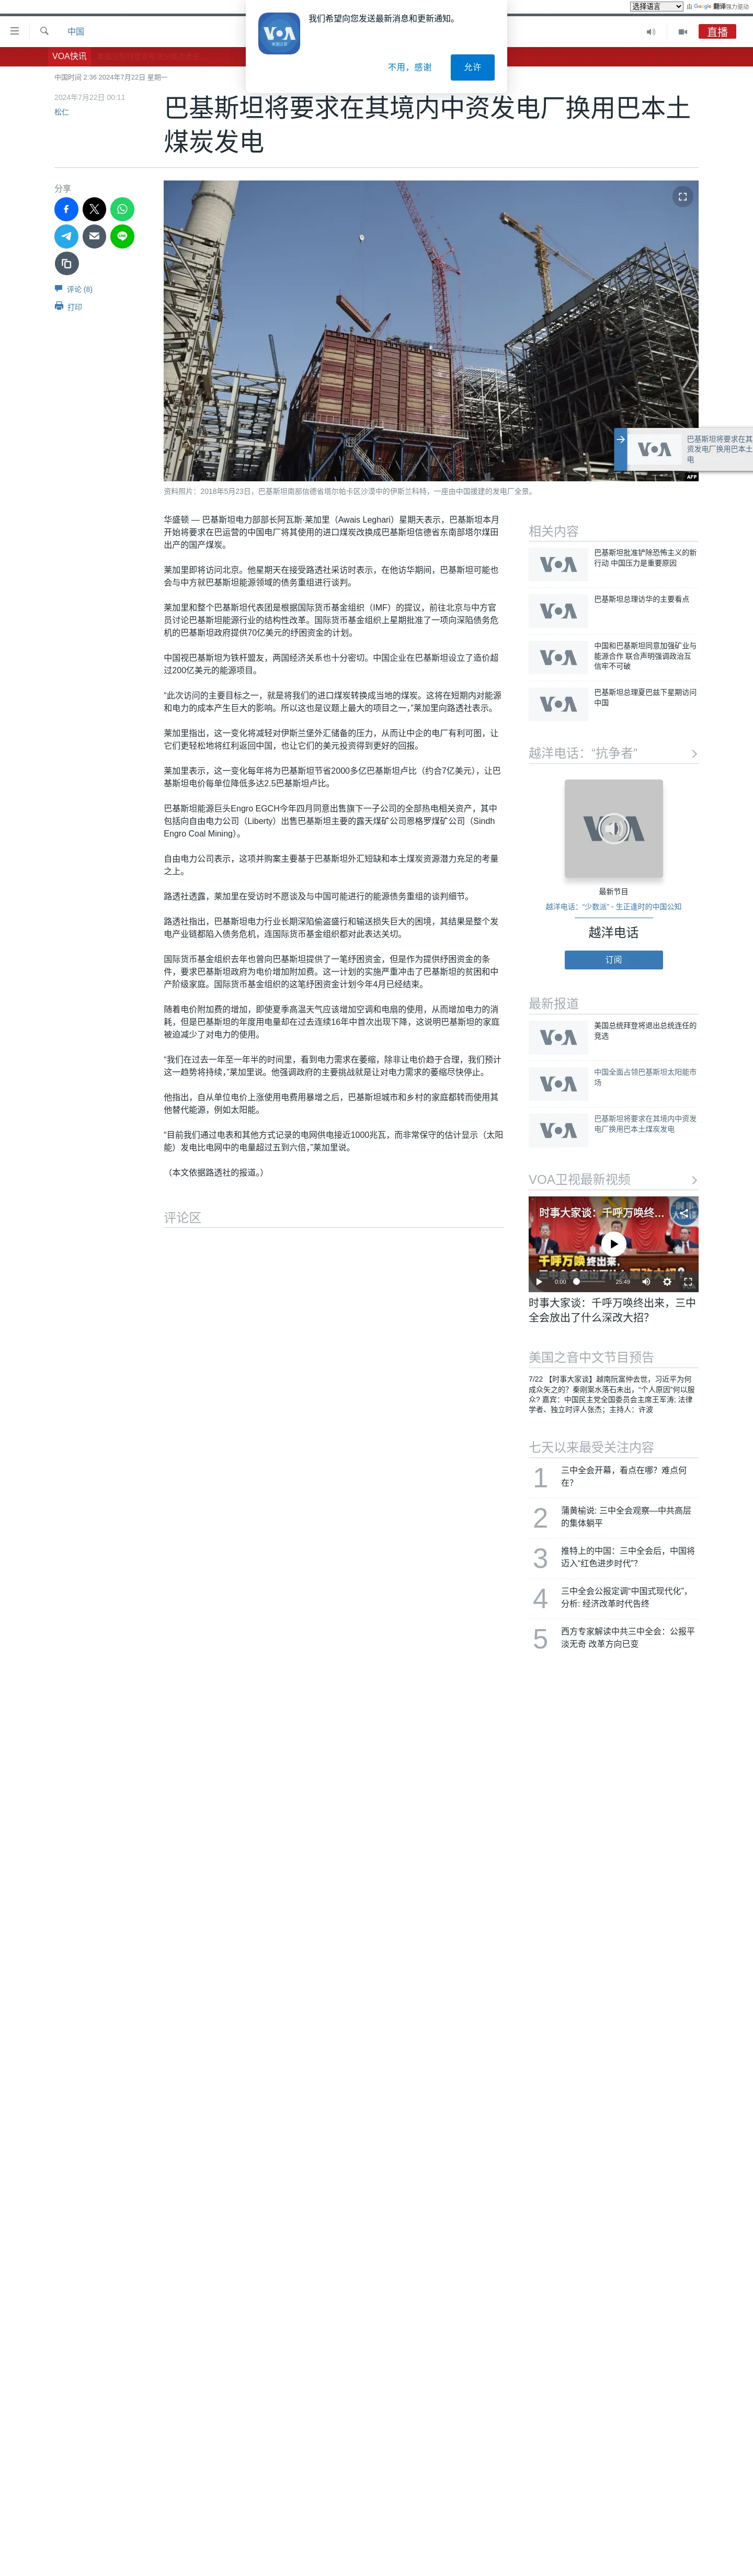 选择语言
由 Google 翻译强力驱动
我们希望向您发送最新消息和更新通知。
VOA
不用，感谢
允许
中国
直播
VOA快讯
中国时间 2:36 2024年7月22日 星期一
2024年7月22日 00:11
松仁
巴基斯坦将要求在其境内中资发电厂换用巴本土
煤炭发电
分享
评论 (8)
打印
AFP
资料照片：2018年5月23日，巴基斯坦南部信德省塔尔帕卡区沙漠中的伊斯兰科特，一座由中国援建的发电厂全景。
VOA
巴基斯坦将要求在其
资发电厂换用巴本土
电
华盛顿 — 巴基斯坦电力部部长阿瓦斯·莱加里（Awais Leghari）星期天表示，巴基斯坦本月
开始将要求在巴运营的中国电厂将其使用的进口煤炭改换成巴基斯坦信德省东南部塔尔煤田
出产的国产煤炭。
莱加里即将访问北京。他星期天在接受路透社采访时表示，在他访华期间，巴基斯坦可能也
会与中方就巴基斯坦能源领域的债务重组进行谈判。
莱加里和整个巴基斯坦代表团是根据国际货币基金组织（IMF）的提议，前往北京与中方官
员讨论巴基斯坦能源行业的结构性改革。国际货币基金组织上星期批准了一项向深陷债务危
机的巴基斯坦政府提供70亿美元的纾困资金的计划。
中国视巴基斯坦为铁杆盟友，两国经济关系也十分密切。中国企业在巴基斯坦设立了造价超
过200亿美元的能源项目。
“此次访问的主要目标之一，就是将我们的进口煤炭转换成当地的煤炭。这将在短期内对能源
和电力的成本产生巨大的影响。所以这也是议题上最大的项目之一，”莱加里向路透社表示。
莱加里指出，这一变化将减轻对伊斯兰堡外汇储备的压力，从而让中企的电厂有利可图，让
它们更轻松地将红利返回中国，也让它们的美元投资得到更好的回报。
莱加里表示，这一变化每年将为巴基斯坦节省2000多亿巴基斯坦卢比（约合7亿美元），让巴
基斯坦电价每单位降低多达2.5巴基斯坦卢比。
巴基斯坦能源巨头Engro EGCH今年四月同意出售旗下一子公司的全部热电相关资产，其中
包括向自由电力公司（Liberty）出售巴基斯坦主要的露天煤矿公司恩格罗煤矿公司（Sindh
Engro Coal Mining）。
自由电力公司表示，这项并购案主要基于巴基斯坦外汇短缺和本土煤炭资源潜力充足的考量
之上。
路透社透露，莱加里在受访时不愿谈及与中国可能进行的能源债务重组的谈判细节。
路透社指出，巴基斯坦电力行业长期深陷偷盗盛行和输送损失巨大的困境，其结果是整个发
电产业链都陷入债务危机，连国际货币基金组织都对此表达关切。
国际货币基金组织去年也曾向巴基斯坦提供了一笔纾困资金，但是作为提供纾困资金的条
件，要求巴基斯坦政府为电价增加附加费。这一计划的实施严重冲击了巴基斯坦的贫困和中
产阶级家庭。国际货币基金组织的这笔纾困资金计划今年4月已经结束。
随着电价附加费的增加，即使夏季高温天气应该增加空调和电扇的使用，从而增加电力的消
耗，但是巴基斯坦的年度用电量却在过去连续16年中首次出现下降，这说明巴基斯坦的家庭
被迫减少了对电力的使用。
“我们在过去一年至一年半的时间里，看到电力需求在萎缩，除非让电价趋于合理，我们预计
这一趋势将持续，”莱加里说。他强调政府的主要挑战就是让对电力需求的萎缩尽快停止。
他指出，自从单位电价上涨使用电费用暴增之后，巴基斯坦城市和乡村的家庭都转而使用其
他替代能源，例如太阳能。
“目前我们通过电表和其他方式记录的电网供电接近1000兆瓦，而非常保守的估计显示（太阳
能）发电比电网中的电量超过五到六倍，”莱加里说。
（本文依据路透社的报道。）
评论区
相关内容
VOA
巴基斯坦批准铲除恐怖主义的新
行动 中国压力是重要原因
VOA
巴基斯坦总理访华的主要看点
VOA
中国和巴基斯坦同意加强矿业与
能源合作 联合声明强调政治互
信牢不可破
VOA
巴基斯坦总理夏巴兹下星期访问
中国
越洋电话：“抗争者”
VOA
最新节目
越洋电话：“少数派” - 生正逢时的中国公知
越洋电话
订阅
最新报道
VOA
美国总统拜登将退出总统连任的
竞选
VOA
中国全面占领巴基斯坦太阳能市
场
VOA
巴基斯坦将要求在其境内中资发
电厂换用巴本土煤炭发电
VOA卫视最新视频
时事大家谈：千呼万唤终...
千呼万唤终出来，
三中全会放出了什么深改大招？
0:00
25:49
时事大家谈：千呼万唤终出来，三中
全会放出了什么深改大招？
美国之音中文节目预告
7/22 【时事大家谈】越南阮富仲去世，习近平为何
成众矢之的？秦刚案水落石未出，“个人原因”何以服
众？嘉宾：中国民主党全国委员会主席王军涛; 法律
学者、独立时评人张杰；主持人：许波
七天以来最受关注内容
1
三中全会开幕，看点在哪？难点何
在？
2
蒲黄榆说: 三中全会观察—中共高层
的集体躺平
3
推特上的中国：三中全会后，中国将
迈入“红色进步时代”？
4
三中全会公报定调“中国式现代化”，
分析: 经济改革时代告终
5
西方专家解读中共三中全会：公报平
淡无奇 改革方向已变